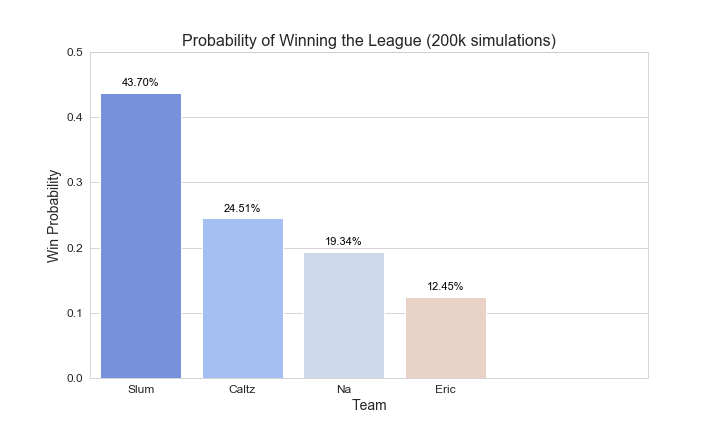 Probability of Winning the League (200k simulations)
0.5
0.4
0.3
0.2
0.1
0.0
Win Probability
43.70%
24.51%
19.34%
12.45%
Slum Caltz Na Eric
Team